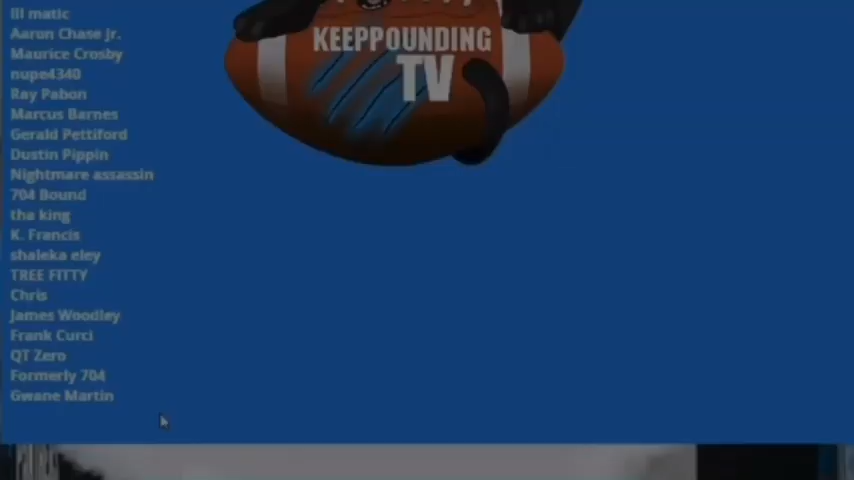 Ill matic
Aaron Chase Jr.
Maurice Crosby
nupe4340
Ray Pabon
Marcus Barnes
Gerald Pettiford
Dustin Pippin
Nightmare assassin
704 Bound
tha king
K. Francis
shaleka eley
TREE FITTY
Chris
James Woodley
Frank Curci
QT Zero
Formerly 704
Gwane Martin
KEEPPOUNDING
TV